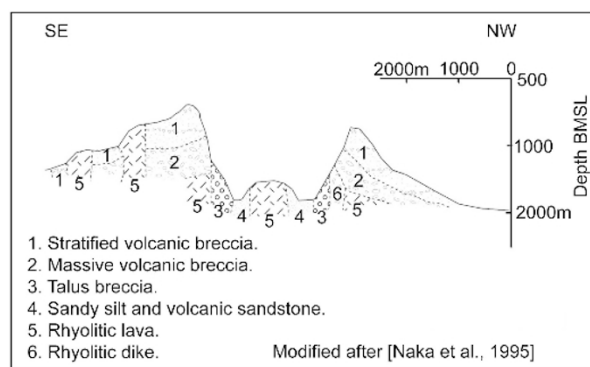 SE NW
2000m 1000 0
500
1000
2000m
Depth BMSL
1 5 1 5 1 2 5 3 4 5 4 3 6 5 2 1
1. Stratified volcanic breccia.
2. Massive volcanic breccia.
3. Talus breccia.
4. Sandy silt and volcanic sandstone.
5. Rhyolitic lava.
6. Rhyolitic dike. Modified after [Naka et al., 1995]